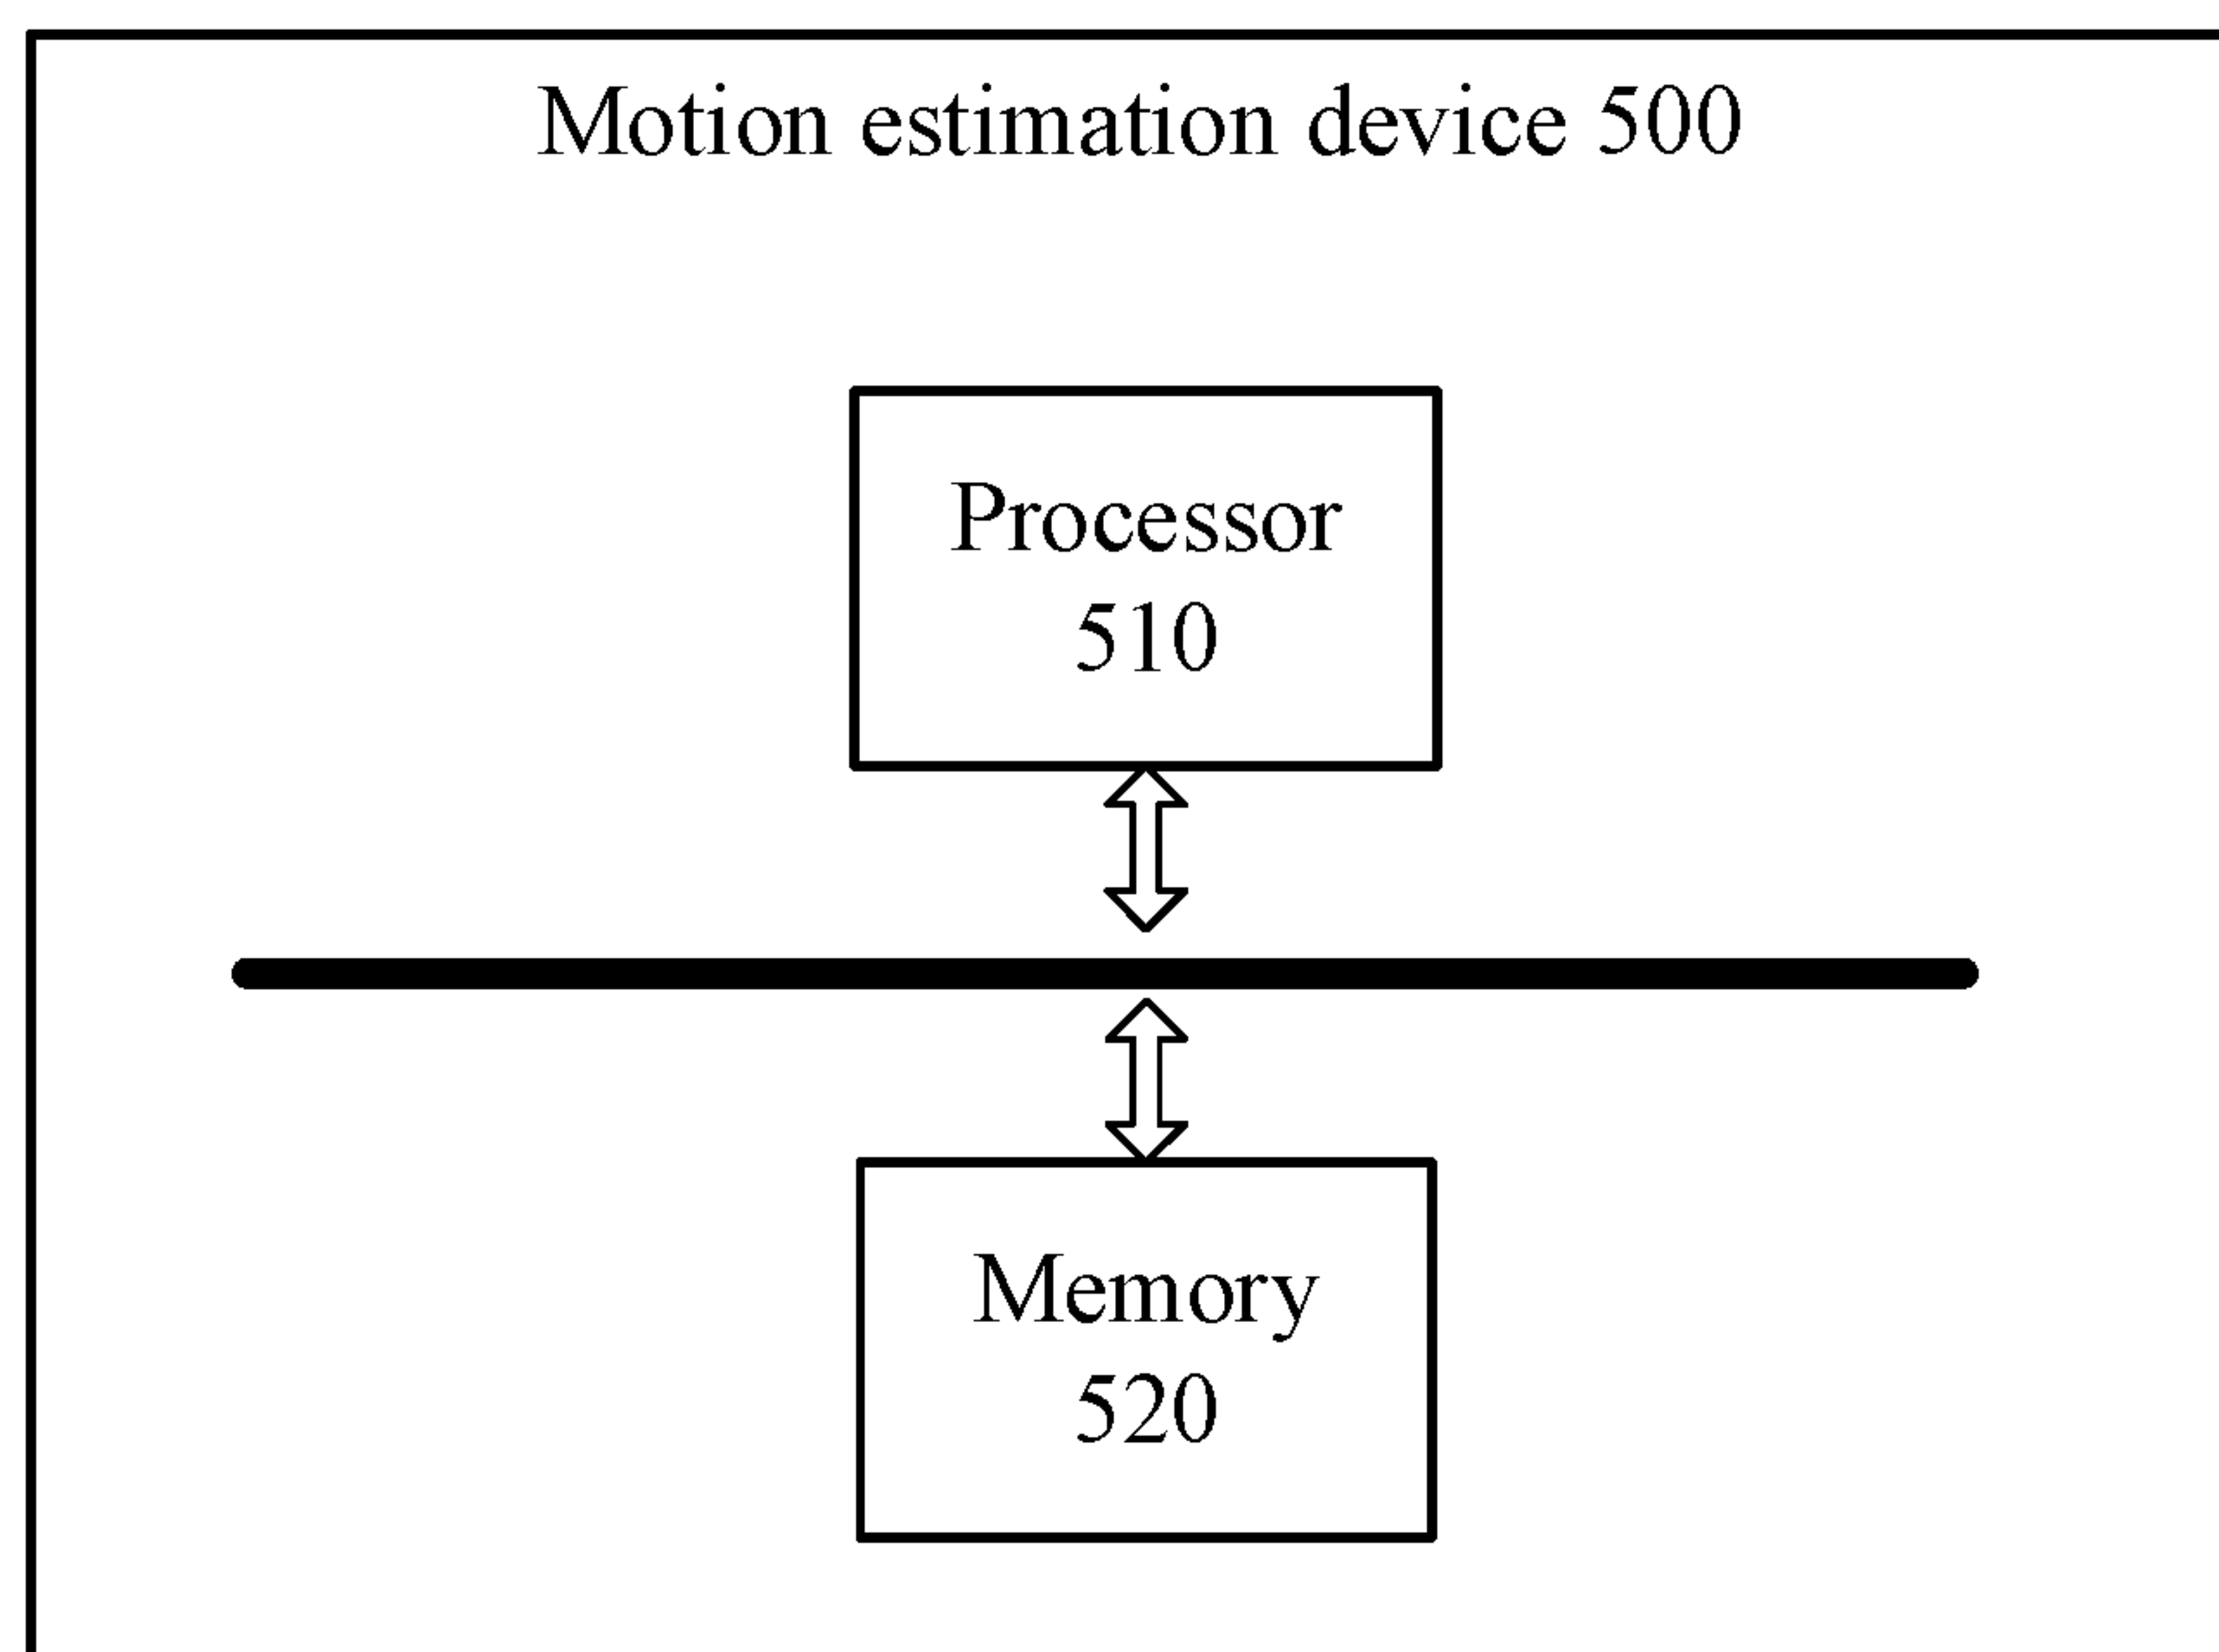 Motion estimation device 500
Processor
510
Memory
520